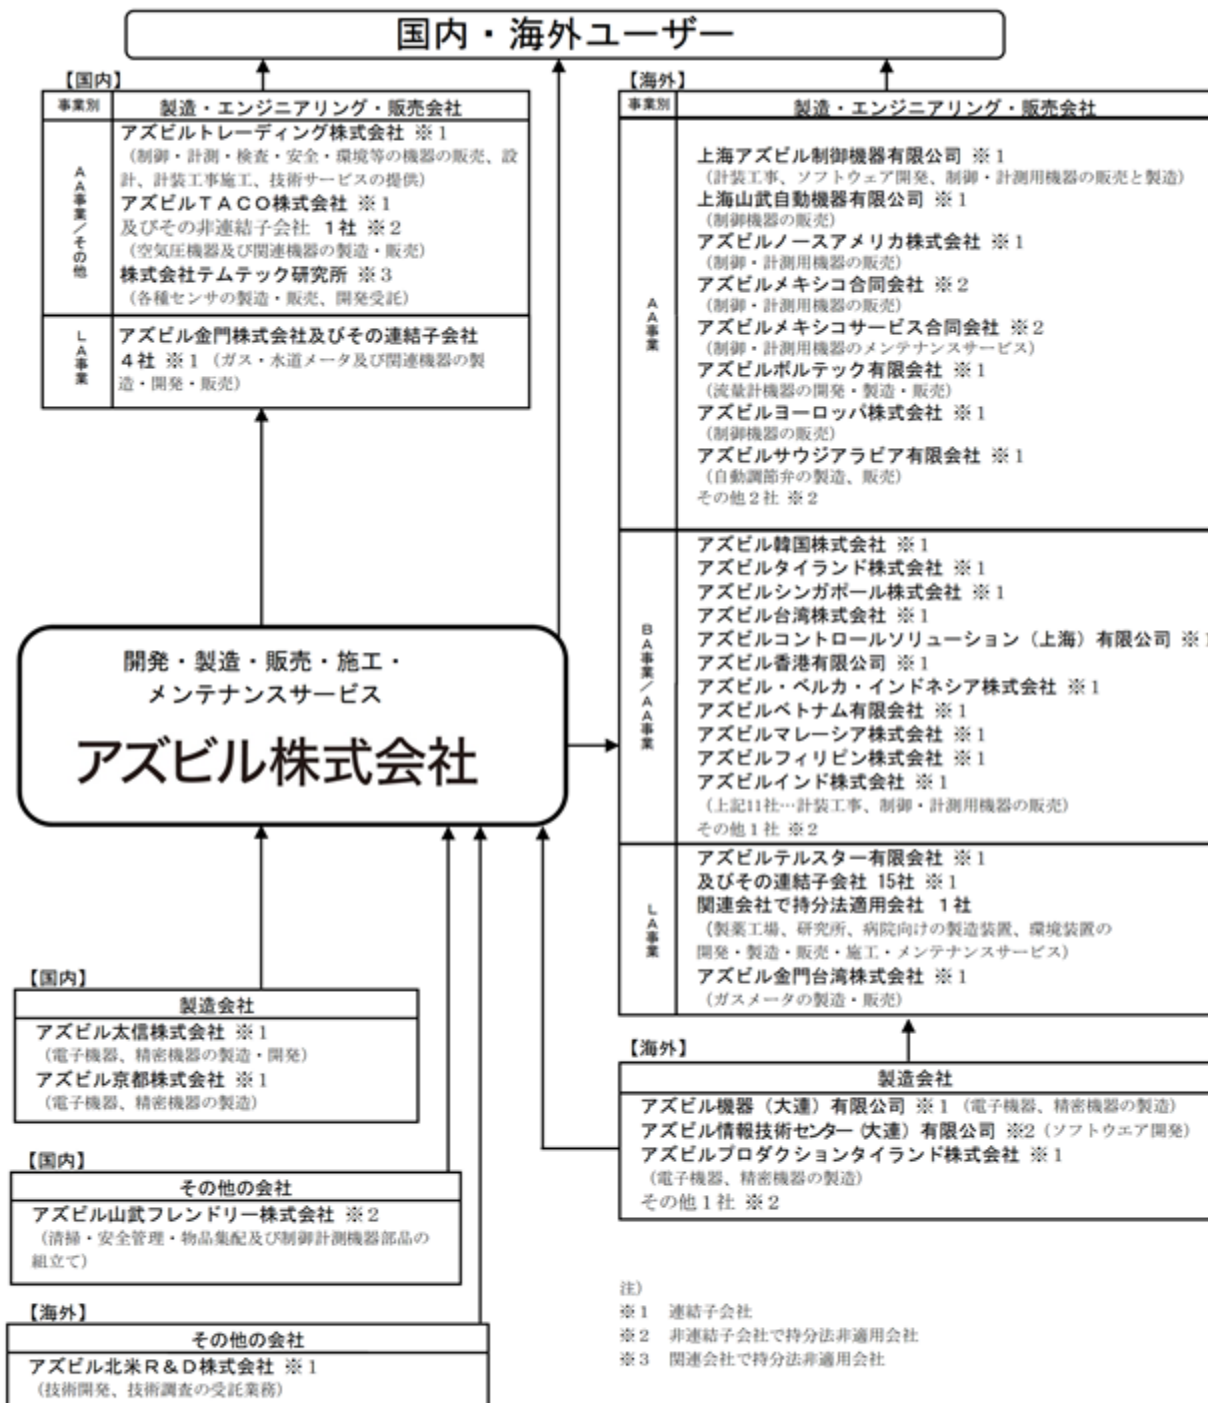 国内・海外ユーザー
【国内】
事業別
製造・エンジニアリング・販売会社
AA事業/その他
アズビルトレーディング株式会社 ※1
(制御・計測・検査・安全・環境等の機器の販売、設
計、計装工事施工、技術サービスの提供)
アズビルTACO株式会社 ※1
及びその非連結子会社 1社 ※2
(空気圧機器及び関連機器の製造・販売)
株式会社テムテック研究所 ※3
(各種センサの製造・販売、開発受託)
LA事業
アズビル金門株式会社及びその連結子会社
4社 ※1(ガス・水道メータ及び関連機器の製
造・開発・販売)
【海外】
事業別
製造・エンジニアリング・販売会社
AA事業
上海アズビル制御機器有限公司 ※1
(計装工事、ソフトウェア開発、制御・計測用機器の販売と製造)
上海山武自動機器有限公司 ※1
(制御機器の販売)
アズビルノースアメリカ株式会社 ※1
(制御・計測用機器の販売)
アズビルメキシコ合同会社 ※2
(制御・計測用機器の販売)
アズビルメキシコサービス合同会社 ※2
(制御・計測用機器のメンテナンスサービス)
アズビルボルテック有限会社 ※1
(流量計機器の開発・製造・販売)
アズビルヨーロッパ株式会社 ※1
(制御機器の販売)
アズビルサウジアラビア有限会社 ※1
(自動調節弁の製造、販売)
その他2社 ※2
BA事業/AA事業
アズビル韓国株式会社 ※1
アズビルタイランド株式会社 ※1
アズビルシンガポール株式会社 ※1
アズビル台湾株式会社 ※1
アズビルコントロールソリューション(上海)有限公司 ※1
アズビル香港有限公司 ※1
アズビル・ベルカ・インドネシア株式会社 ※1
アズビルベトナム有限会社 ※1
アズビルマレーシア株式会社 ※1
アズビルフィリピン株式会社 ※1
アズビルインド株式会社 ※1
(上記11社…計装工事、制御・計測用機器の販売)
その他1社 ※2
LA事業
アズビルテルスター有限会社 ※1
及びその連結子会社 15社 ※1
関連会社で持分法適用会社 1社
(製薬工場、研究所、病院向けの製造装置、環境装置の
開発・製造・販売・施工・メンテナンスサービス)
アズビル金門台湾株式会社 ※1
(ガスメータの製造・販売)
開発・製造・販売・施工・
メンテナンスサービス
アズビル株式会社
【国内】
製造会社
アズビル太信株式会社 ※1
(電子機器、精密機器の製造・開発)
アズビル京都株式会社 ※1
(電子機器、精密機器の製造)
【国内】
その他の会社
アズビル山武フレンドリー株式会社 ※2
(清掃・安全管理・物品集配及び制御計測機器部品の
組立て)
【海外】
その他の会社
アズビル北米R&D株式会社 ※1
(技術開発、技術調査の受託業務)
【海外】
製造会社
アズビル機器(大連)有限公司 ※1(電子機器、精密機器の製造)
アズビル情報技術センター(大連)有限公司 ※2(ソフトウエア開発)
アズビルプロダクションタイランド株式会社 ※1
(電子機器、精密機器の製造)
その他1社 ※2
注)
※1 連結子会社
※2 非連結子会社で持分法非適用会社
※3 関連会社で持分法非適用会社